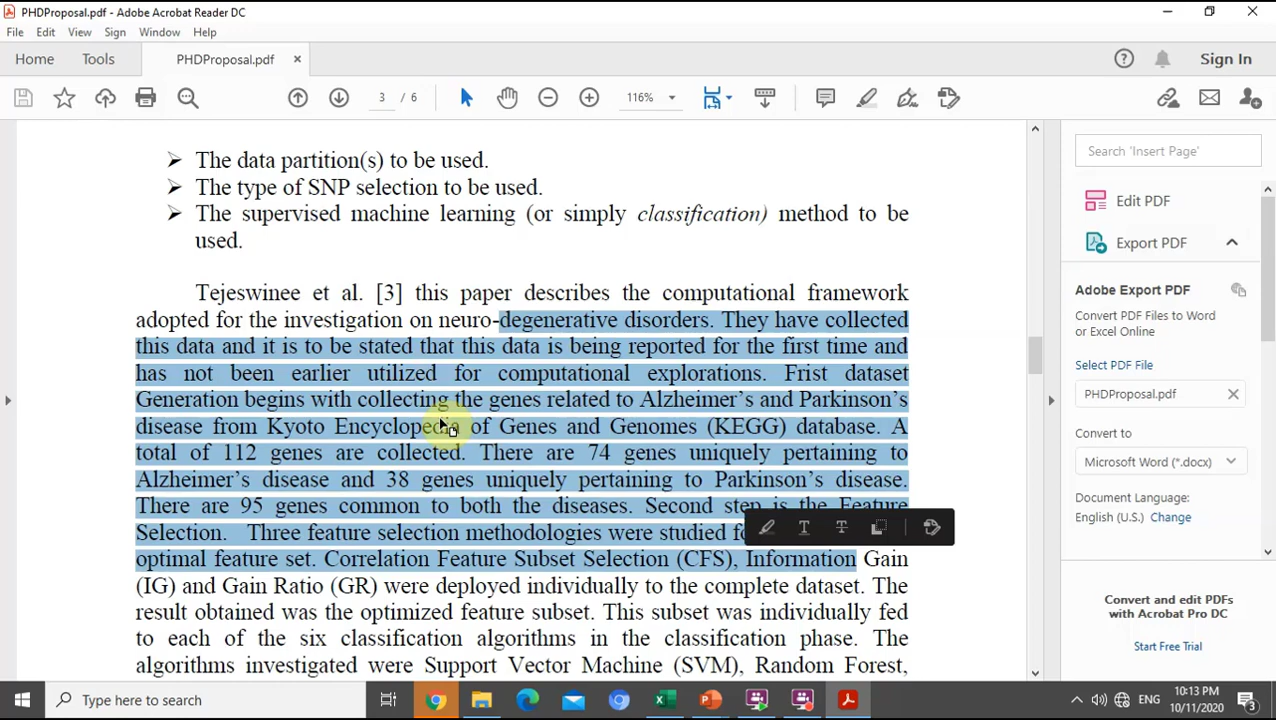 PHDProposal.pdf - Adobe Acrobat Reader DC
File Edit View Sign Window Help
Home Tools PHDProposal.pdf × Sign In
3 / 6 116%
➢ The data partition(s) to be used.
➢ The type of SNP selection to be used.
➢ The supervised machine learning (or simply classification) method to be
used.
Tejeswinee et al. [3] this paper describes the computational framework
adopted for the investigation on neuro-degenerative disorders. They have collected
this data and it is to be stated that this data is being reported for the first time and
has not been earlier utilized for computational explorations. Frist dataset
Generation begins with collecting the genes related to Alzheimer's and Parkinson's
disease from Kyoto Encyclopedia of Genes and Genomes (KEGG) database. A
total of 112 genes are collected. There are 74 genes uniquely pertaining to
Alzheimer's disease and 38 genes uniquely pertaining to Parkinson's disease.
There are 95 genes common to both the diseases. Second step is the Feature
Selection. Three feature selection methodologies were studied
optimal feature set. Correlation Feature Subset Selection (CFS), Information Gain
(IG) and Gain Ratio (GR) were deployed individually to the complete dataset. The
result obtained was the optimized feature subset. This subset was individually fed
to each of the six classification algorithms in the classification phase. The
algorithms investigated were Support Vector Machine (SVM), Random Forest,
Search 'Insert Page'
Edit PDF
Export PDF
Adobe Export PDF
Convert PDF Files to Word
or Excel Online
Select PDF File
PHDProposal.pdf
Convert to
Microsoft Word (*.docx)
Document Language:
English (U.S.) Change
Convert and edit PDFs
with Acrobat Pro DC
Start Free Trial
Type here to search
ENG
10:13 PM
10/11/2020
3